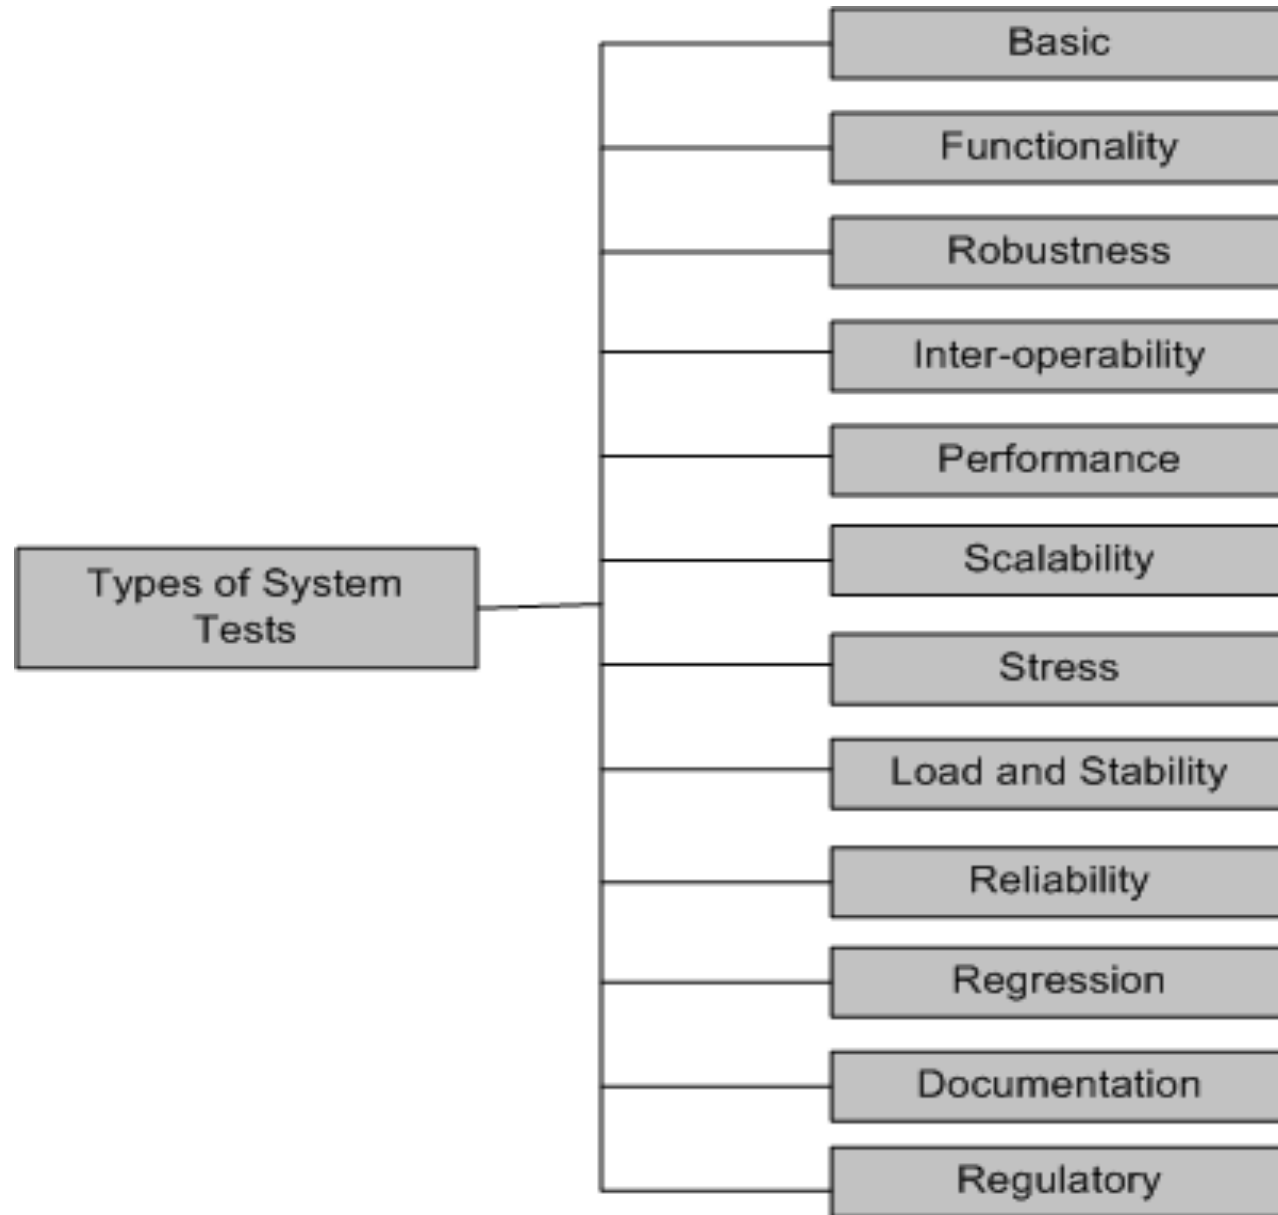 Basic
Functionality
Robustness
Inter-operability
Performance
Scalability
Types of System
Tests
Stress
Load and Stability
Reliability
Regression
Documentation
Regulatory